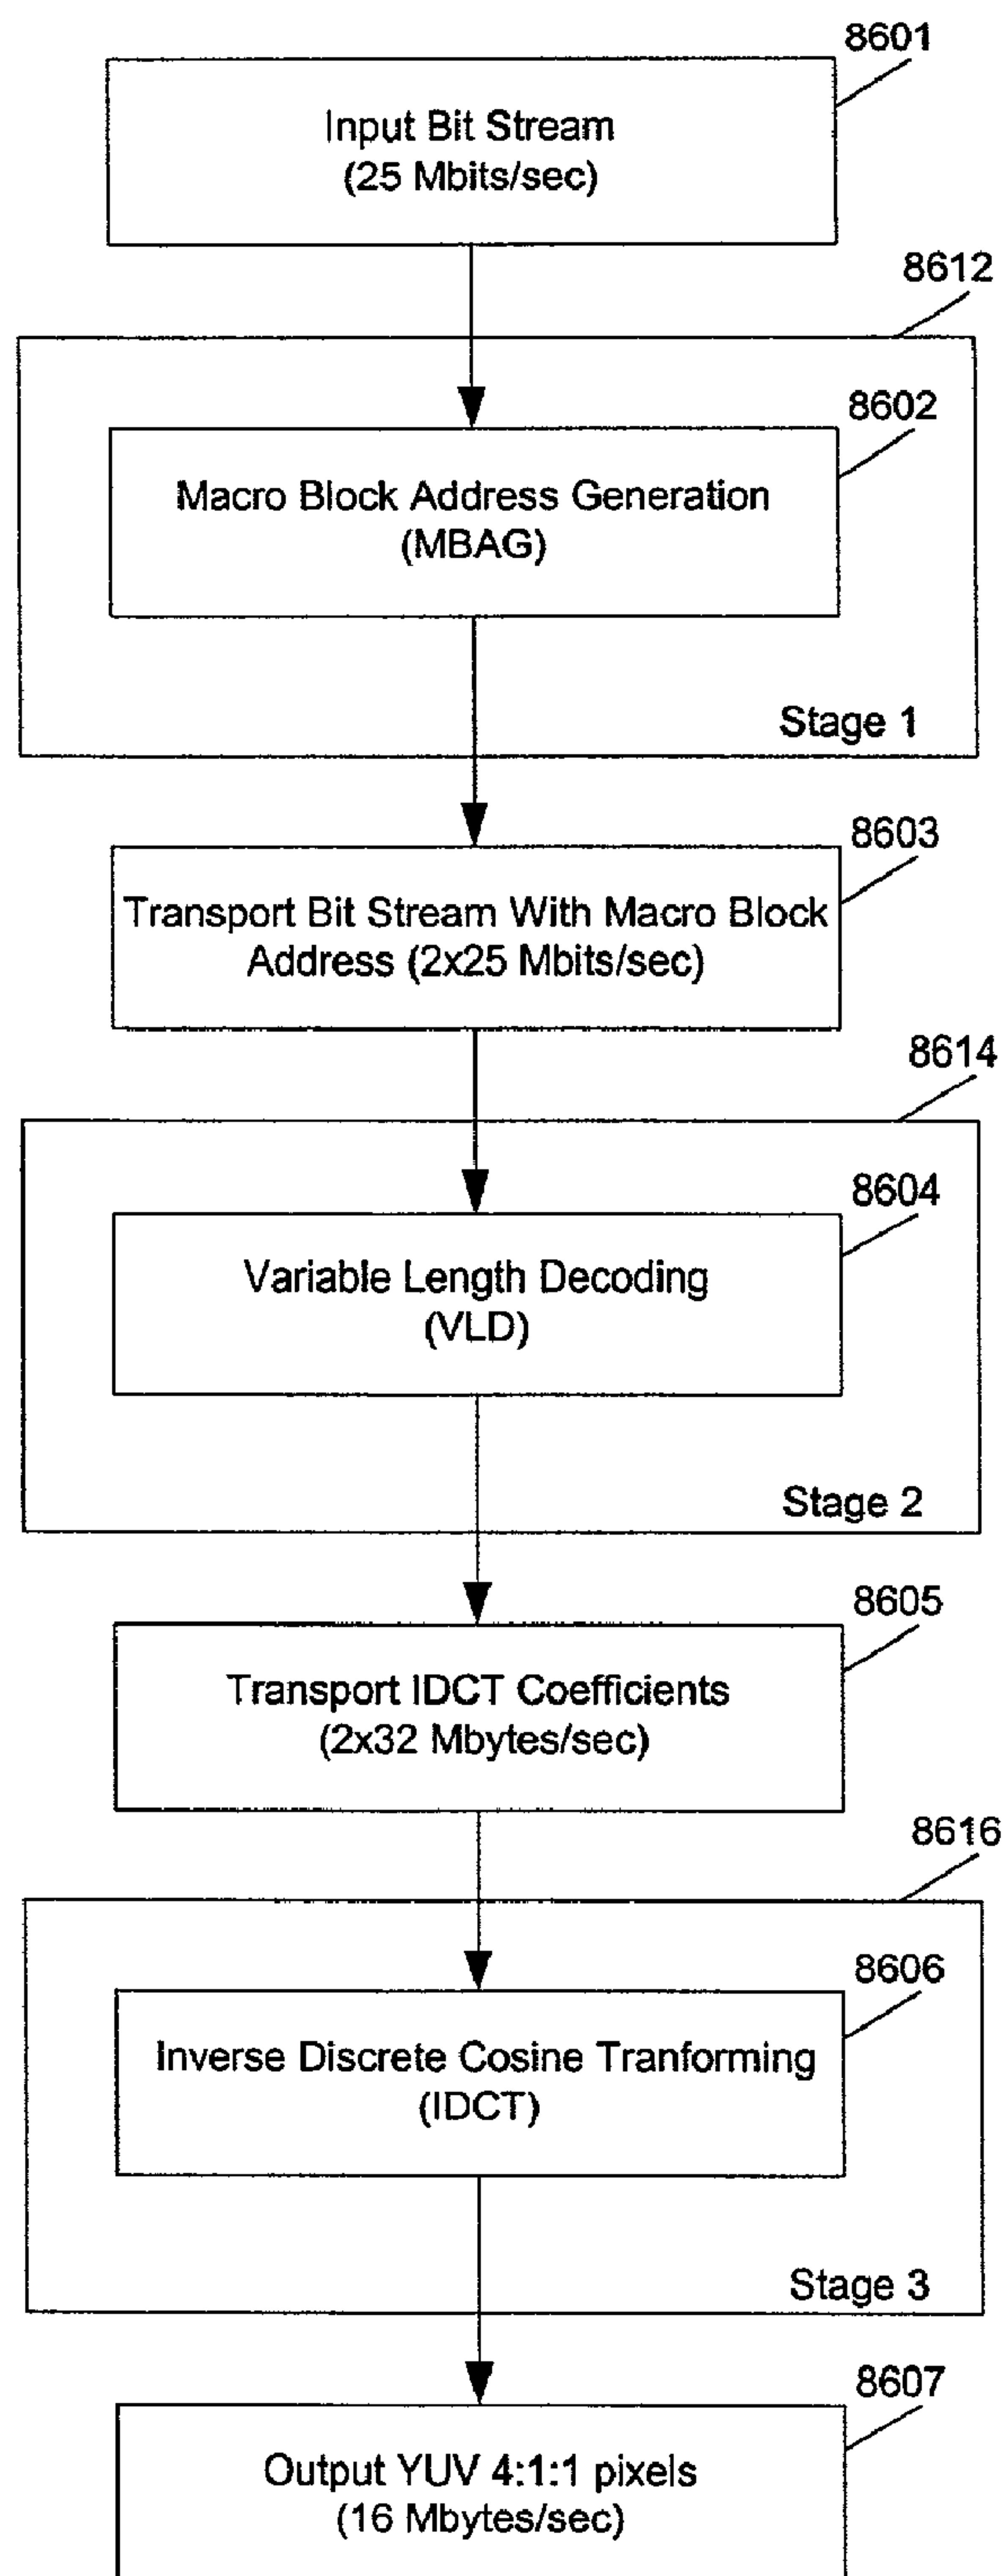 8601
Input Bit Stream
(25 Mbits/sec)
8612
8602
Macro Block Address Generation
(MBAG)
Stage 1
8603
Transport Bit Stream With Macro Block
Address (2x25 Mbits/sec)
8614
8604
Variable Length Decoding
(VLD)
Stage 2
8605
Transport IDCT Coefficients
(2x32 Mbytes/sec)
8616
8606
Inverse Discrete Cosine Tranforming
(IDCT)
Stage 3
8607
Output YUV 4:1:1 pixels
(16 Mbytes/sec)